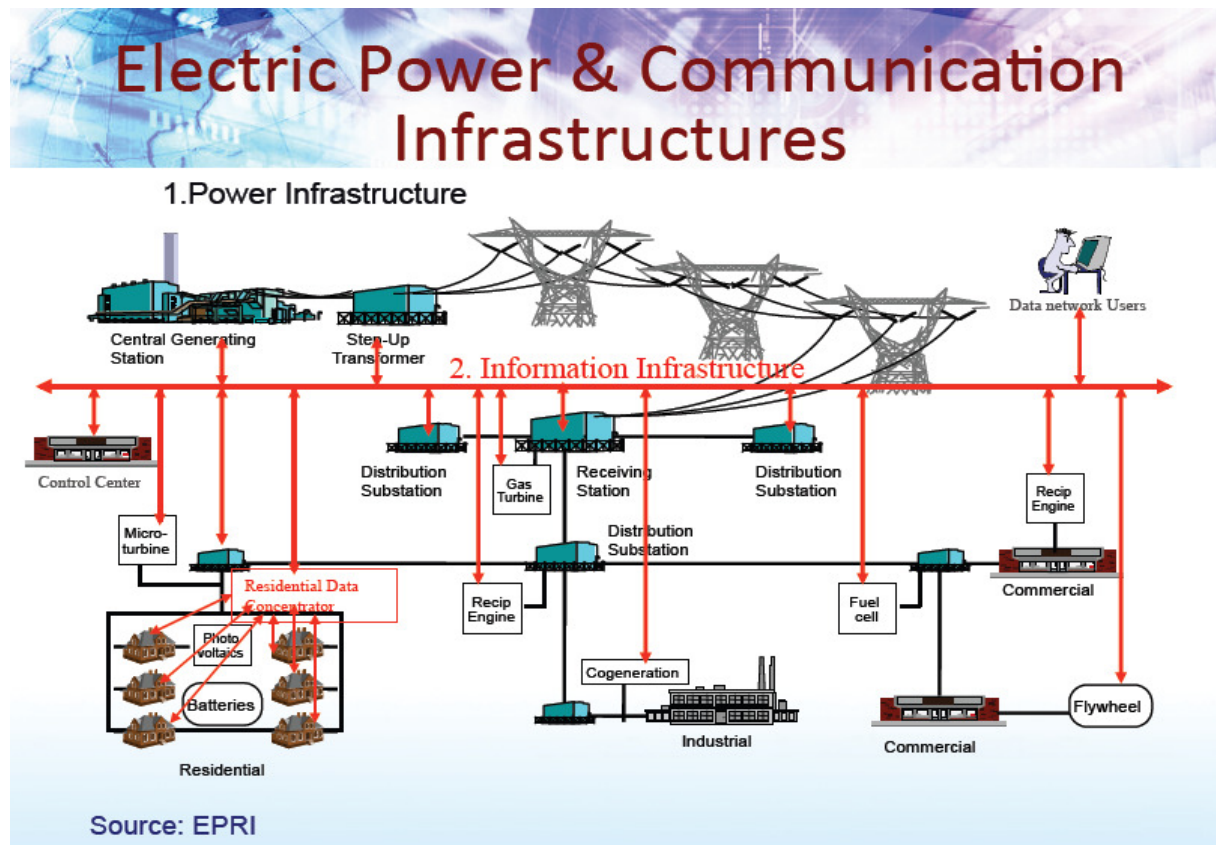 Electric Power & Communication
Infrastructures
1.Power Infrastructure
Data network Users
Central Generating
Station
Step-Up
Transformer
2. Information Infrastructure
Control Center
Distribution
Substation
Gas
Turbine
Receiving
Station
Distribution
Substation
Recip
Engine
Micro-
turbine
Distribution
Substation
Residential Data
Concentrator
Recip
Engine
Fuel
cell
Commercial
Photo
voltaics
Batteries
Cogeneration
Flywheel
Industrial
Commercial
Residential
Source: EPRI